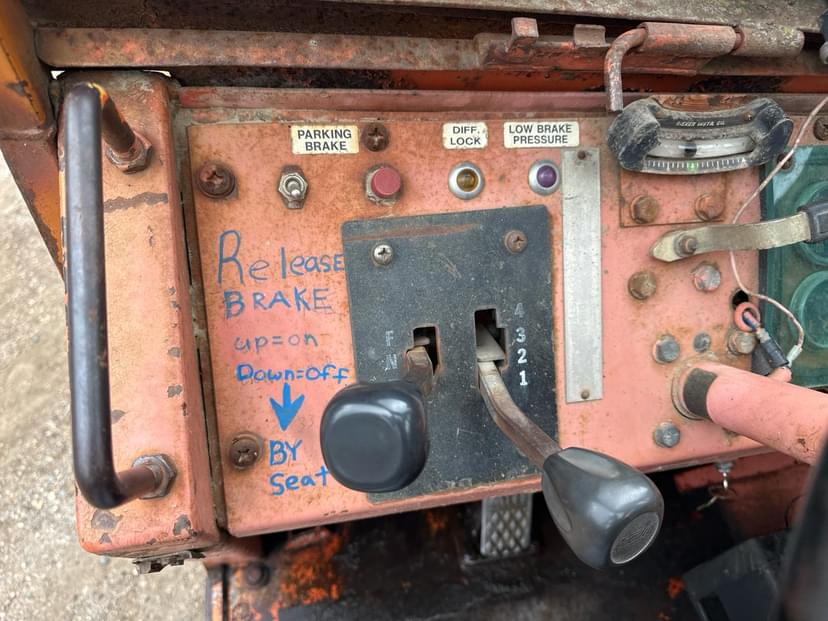 PARKING
BRAKE
DIFF.
LOCK
LOW BRAKE
PRESSURE
Release
BRAKE
up=on
Down=off
BY
Seat
F
N
4
3
2
1